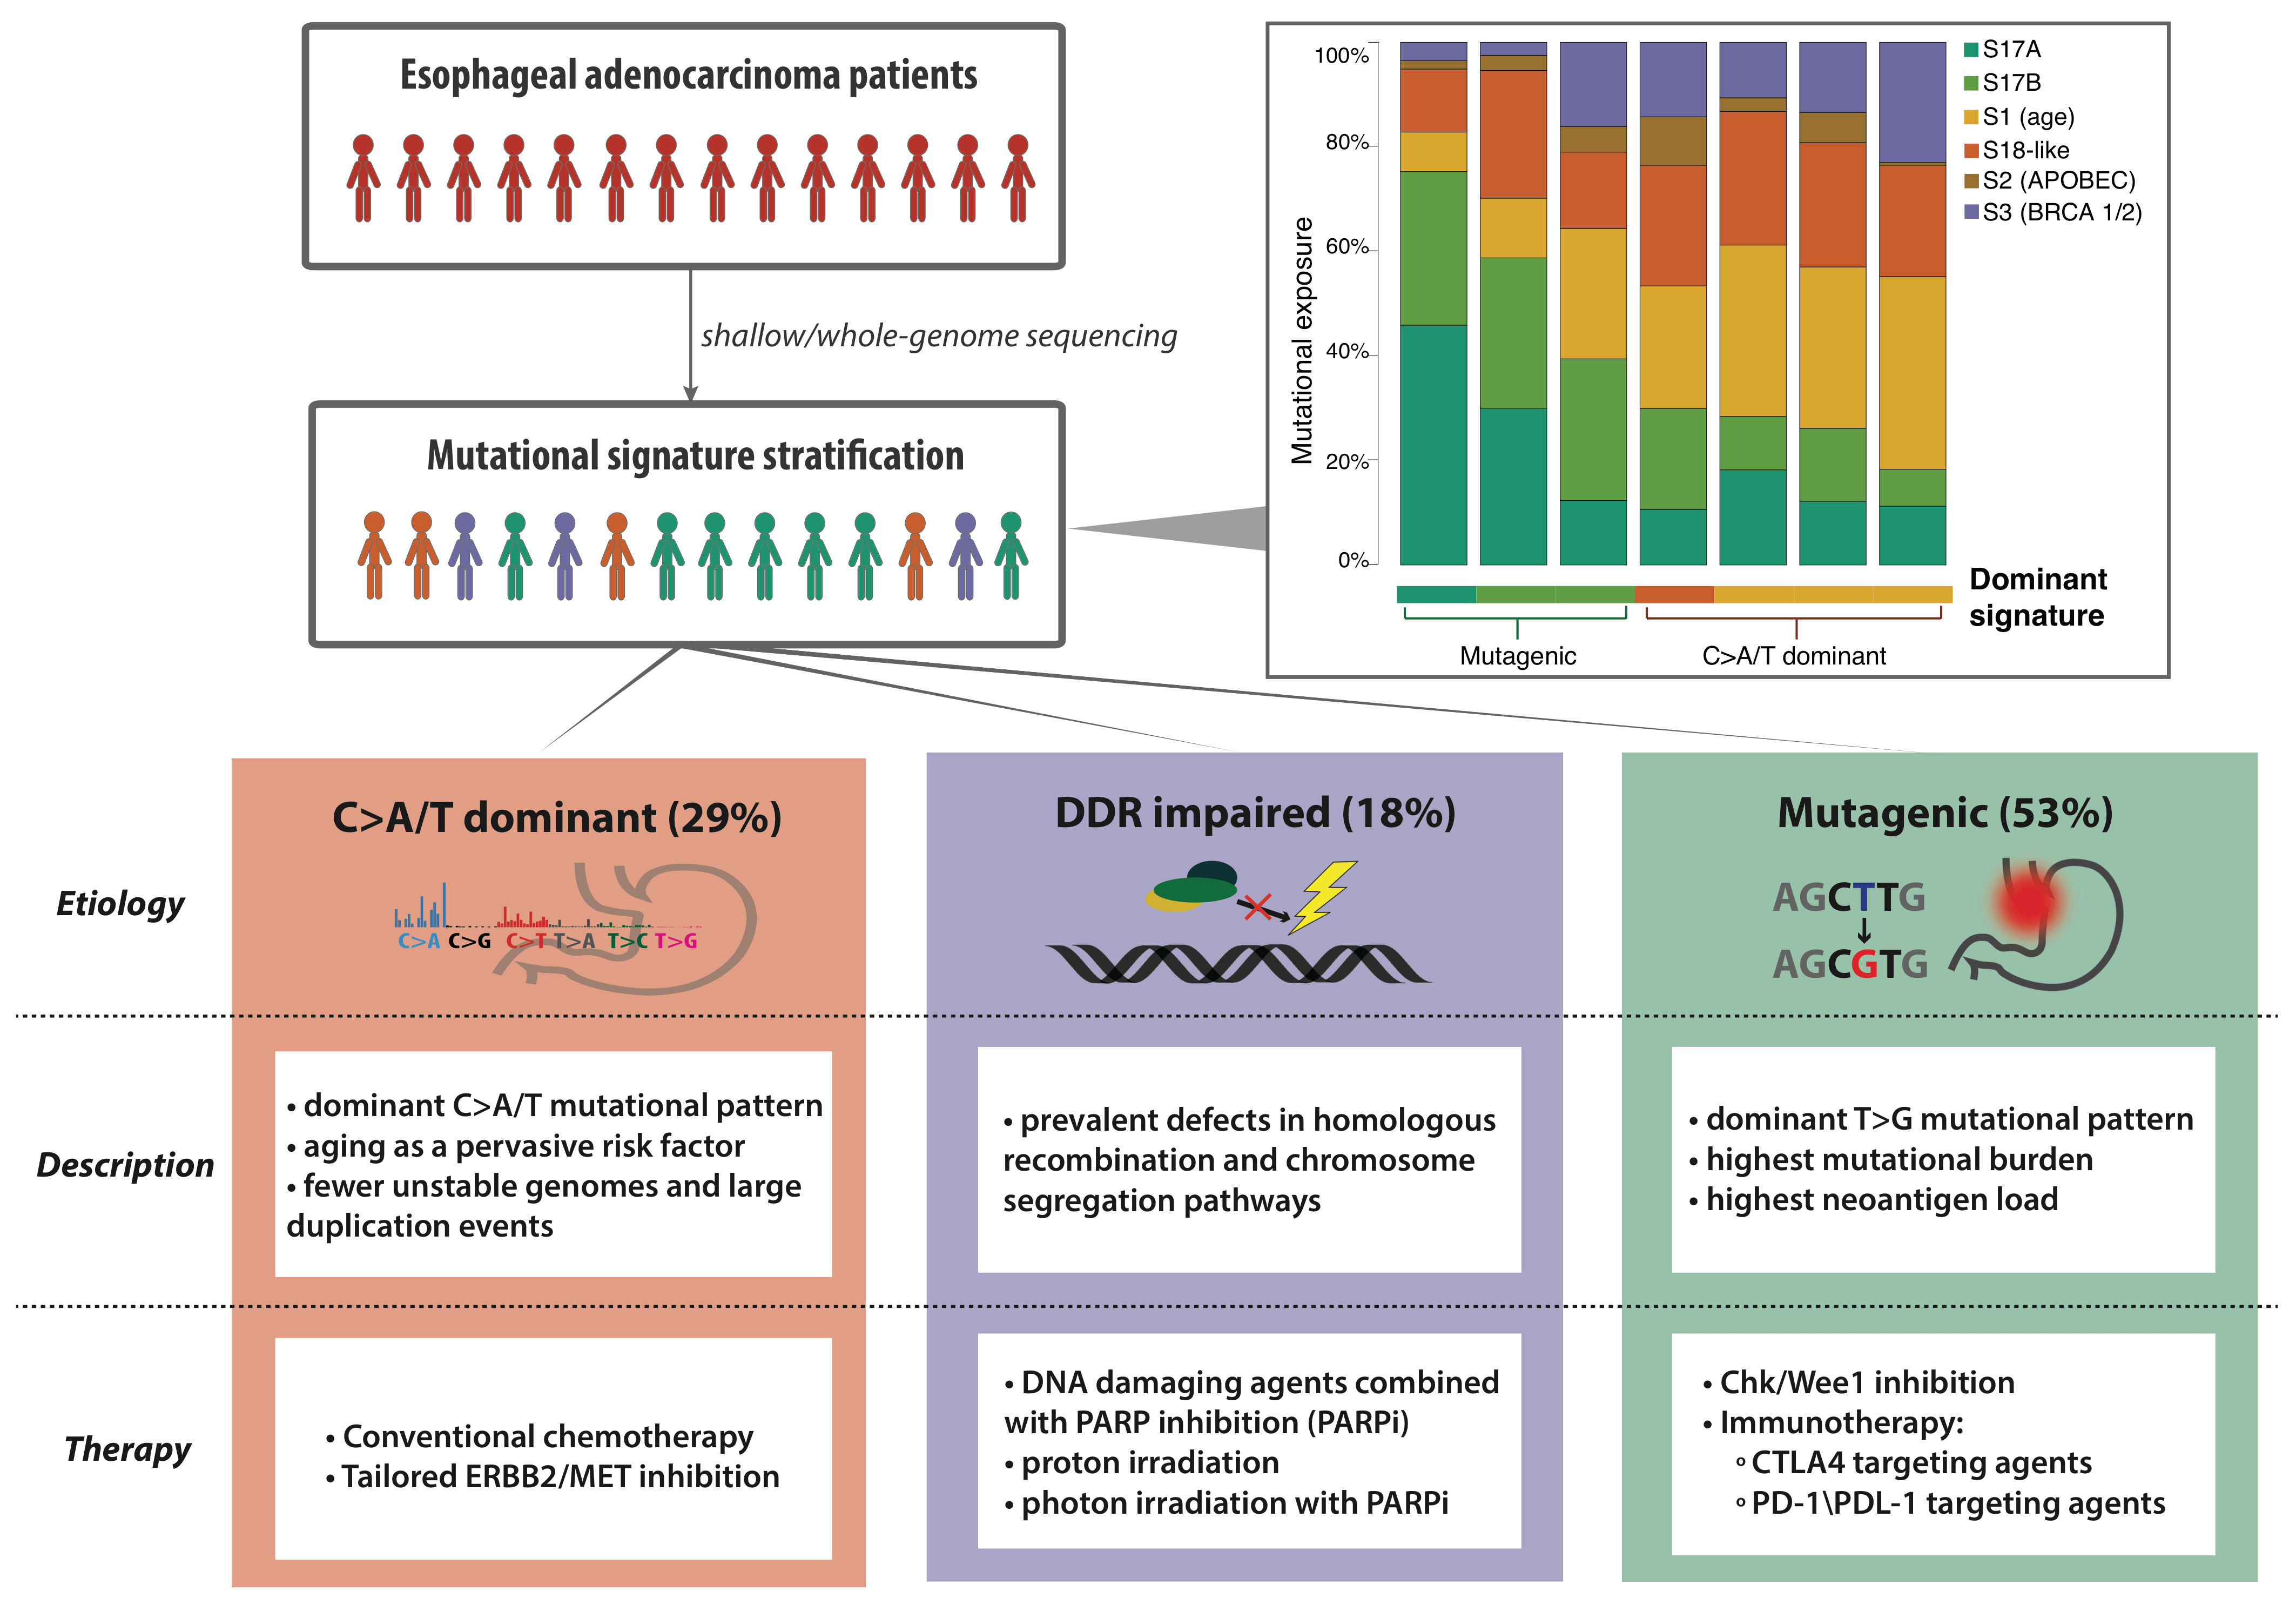 Esophageal adenocarcinoma patients
shallow/whole-genome sequencing
Mutational signature stratification
Mutational exposure
100%
80%
60%
40%
20%
0%
S17A
S17B
S1 (age)
S18-like
S2 (APOBEC)
S3 (BRCA 1/2)
Dominant
signature
Mutagenic
C>A/T dominant
C>A/T dominant (29%)
DDR impaired (18%)
Mutagenic (53%)
Etiology
C>A C>G C>T T>A T>C T>G
AGCTTG
AGCGTG
Description
• dominant C>A/T mutational pattern
• aging as a pervasive risk factor
• fewer unstable genomes and large
duplication events
• prevalent defects in homologous
recombination and chromosome
segregation pathways
• dominant T>G mutational pattern
• highest mutational burden
• highest neoantigen load
Therapy
• Conventional chemotherapy
• Tailored ERBB2/MET inhibition
• DNA damaging agents combined
with PARP inhibition (PARPi)
• proton irradiation
• photon irradiation with PARPi
• Chk/Wee1 inhibition
• Immunotherapy:
° CTLA4 targeting agents
° PD-1\PDL-1 targeting agents